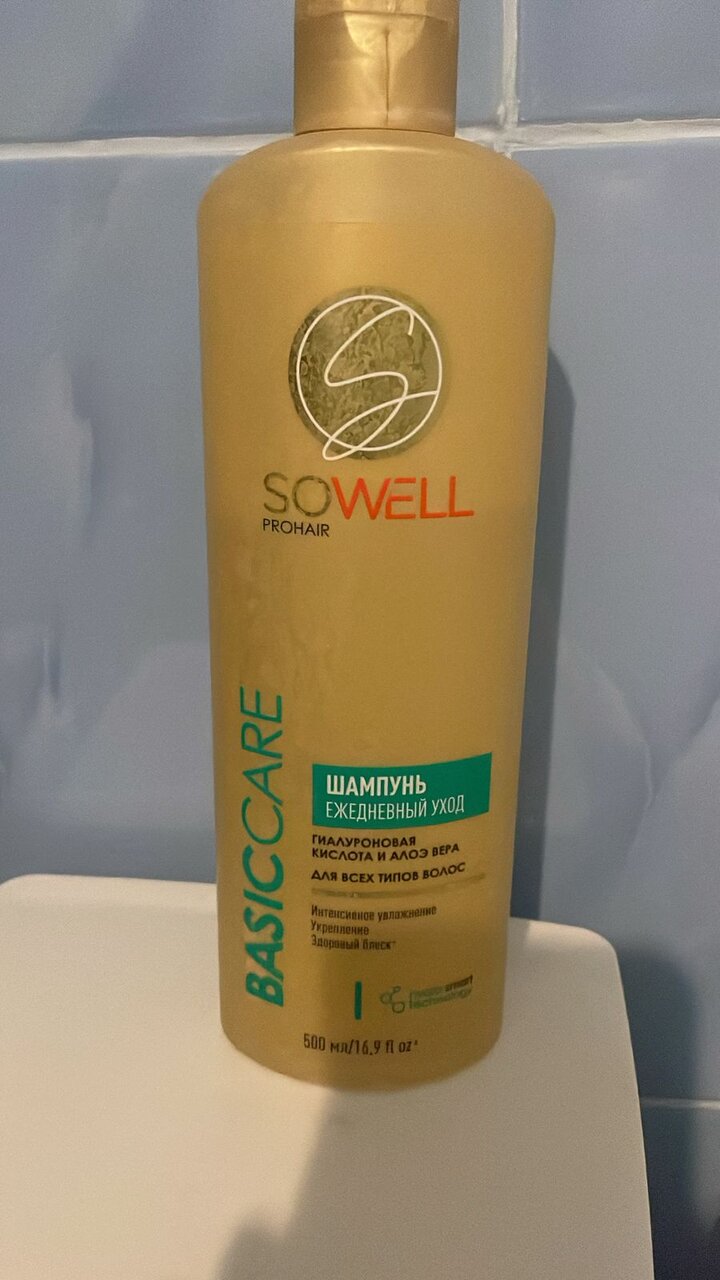 SOWELL
PROHAIR
BASICCARE
ШАМПУНЬ
ЕЖЕДНЕВНЫЙ УХОД
ГИАЛУРОНОВАЯ
КИСЛОТА И АЛОЭ ВЕРА
ДЛЯ ВСЕХ ТИПОВ ВОЛОС
Интенсивное увлажнение
Укрепление
Здоровый блеск*
technology
500 мл/16,9 fl oz*